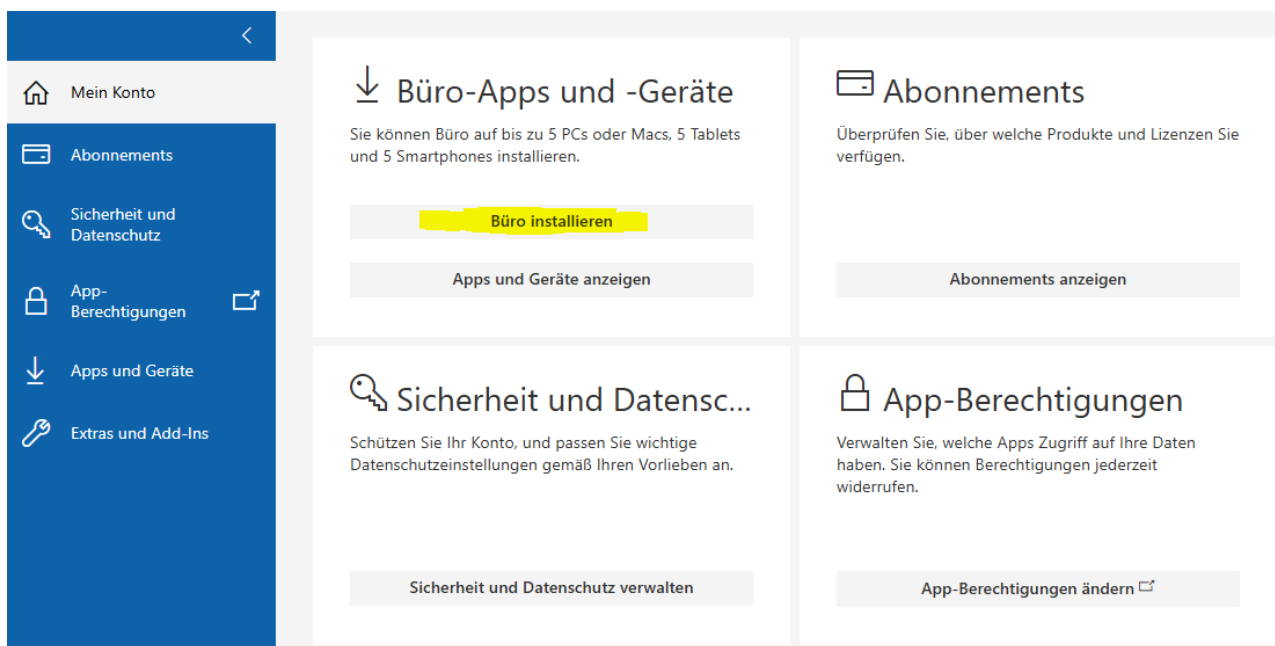 Mein Konto
Abonnements
Sicherheit und
Datenschutz
App-
Berechtigungen
Apps und Geräte
Extras und Add-Ins
Büro-Apps und -Geräte
Sie können Büro auf bis zu 5 PCs oder Macs, 5 Tablets
und 5 Smartphones installieren.
Büro installieren
Apps und Geräte anzeigen
Abonnements
Überprüfen Sie, über welche Produkte und Lizenzen Sie
verfügen.
Abonnements anzeigen
Sicherheit und Datensc...
Schützen Sie Ihr Konto, und passen Sie wichtige
Datenschutzeinstellungen gemäß Ihren Vorlieben an.
Sicherheit und Datenschutz verwalten
App-Berechtigungen
Verwalten Sie, welche Apps Zugriff auf Ihre Daten
haben. Sie können Berechtigungen jederzeit
widerrufen.
App-Berechtigungen ändern